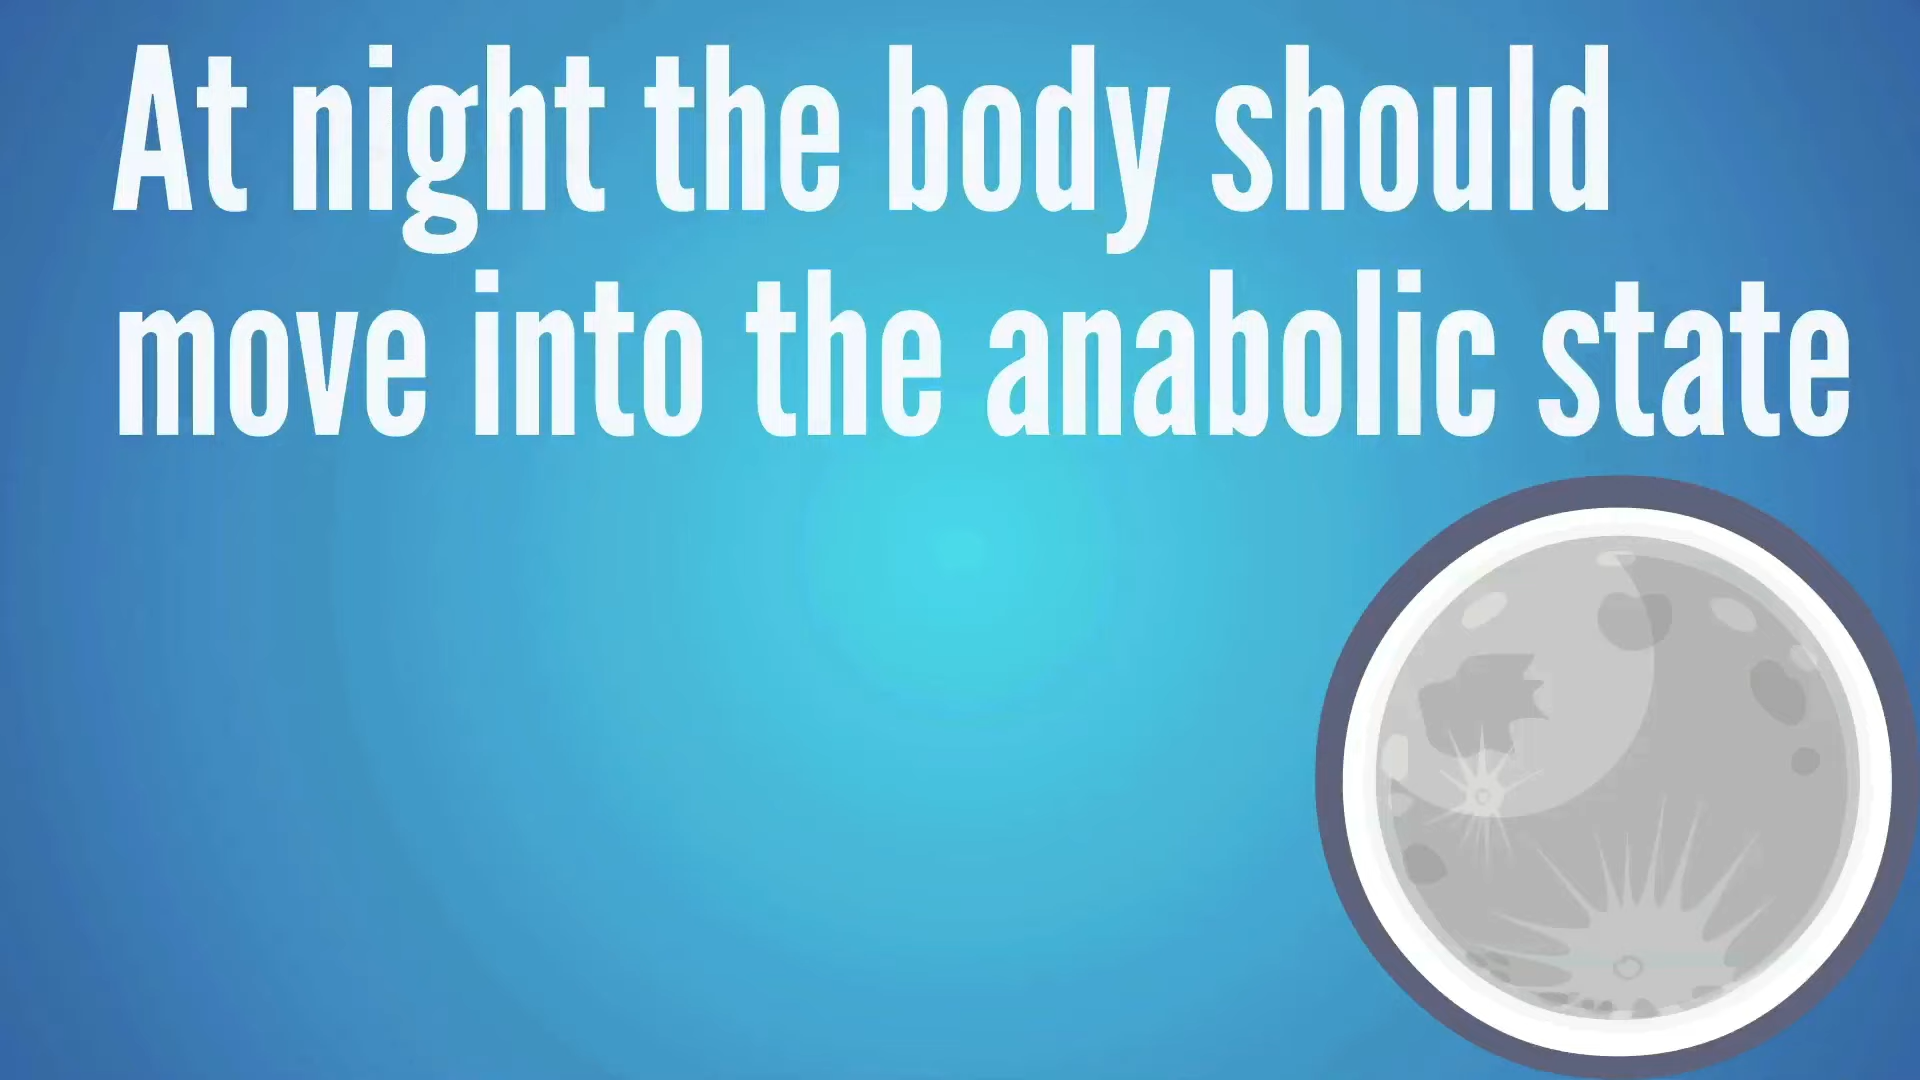 At night the body should
move into the anabolic state